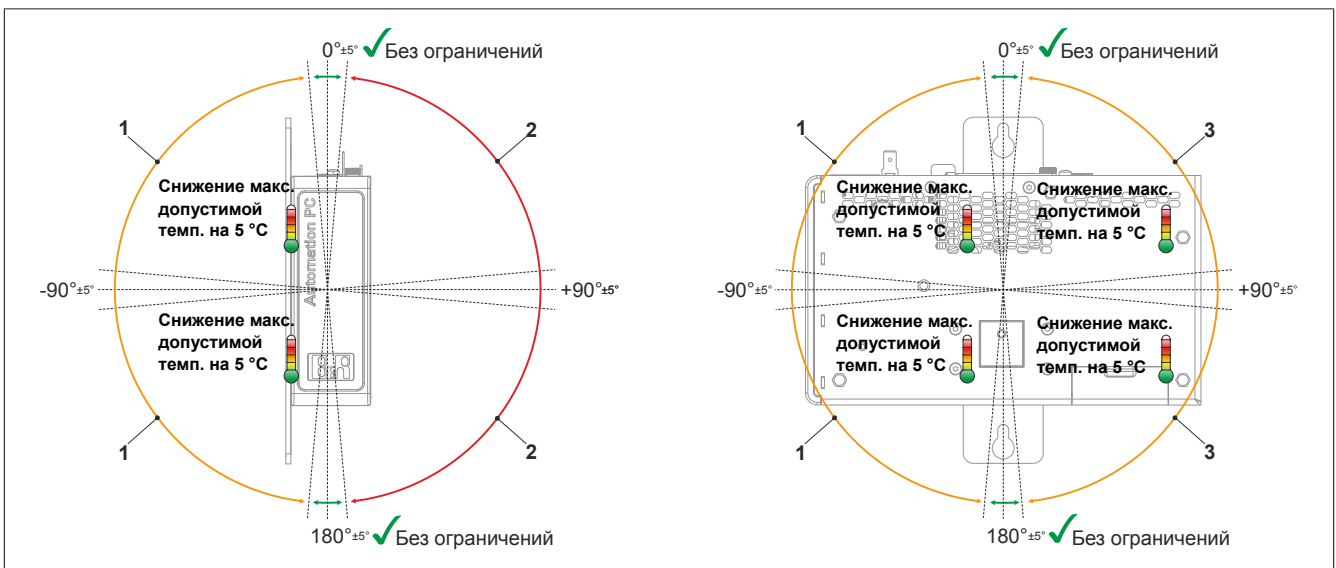 0°±5° Без ограничений
1
2
Снижение макс.
допустимой
темп. на 5 °C
Automation PC
-90°±5°
+90°±5°
Снижение макс.
допустимой
темп. на 5 °C
1
2
180°±5° Без ограничений
0°±5° Без ограничений
1
3
Снижение макс.
допустимой
темп. на 5 °C
Снижение макс.
допустимой
темп. на 5 °C
-90°±5°
+90°±5°
Снижение макс.
допустимой
темп. на 5 °C
Снижение макс.
допустимой
темп. на 5 °C
1
3
180°±5° Без ограничений